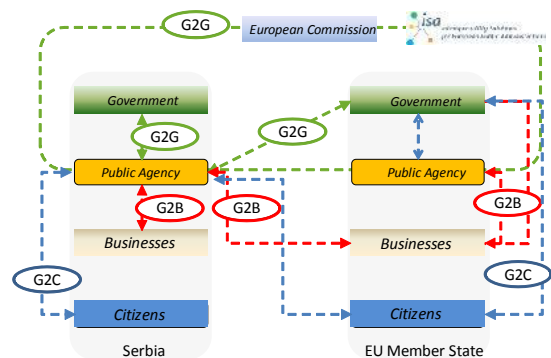 G2G
European Commission
isa
Government
Government
G2G
G2G
Public Agency
Public Agency
G2B
G2B
G2B
Businesses
Businesses
G2C
G2C
Citizens
Citizens
Serbia
EU Member State